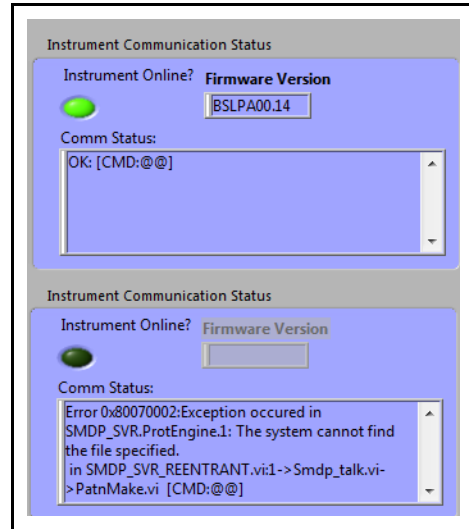 Instrument Communication Status
Instrument Online? Firmware Version
BSLPA00.14
Comm Status:
OK: [CMD:@@]
Instrument Communication Status
Instrument Online? Firmware Version
Comm Status:
Error 0x80070002:Exception occured in
SMDP_SVR.ProtEngine.1: The system cannot find
the file specified.
in SMDP_SVR_REENTRANT.vi:1->Smdp_talk.vi-
>PatnMake.vi [CMD:@@]